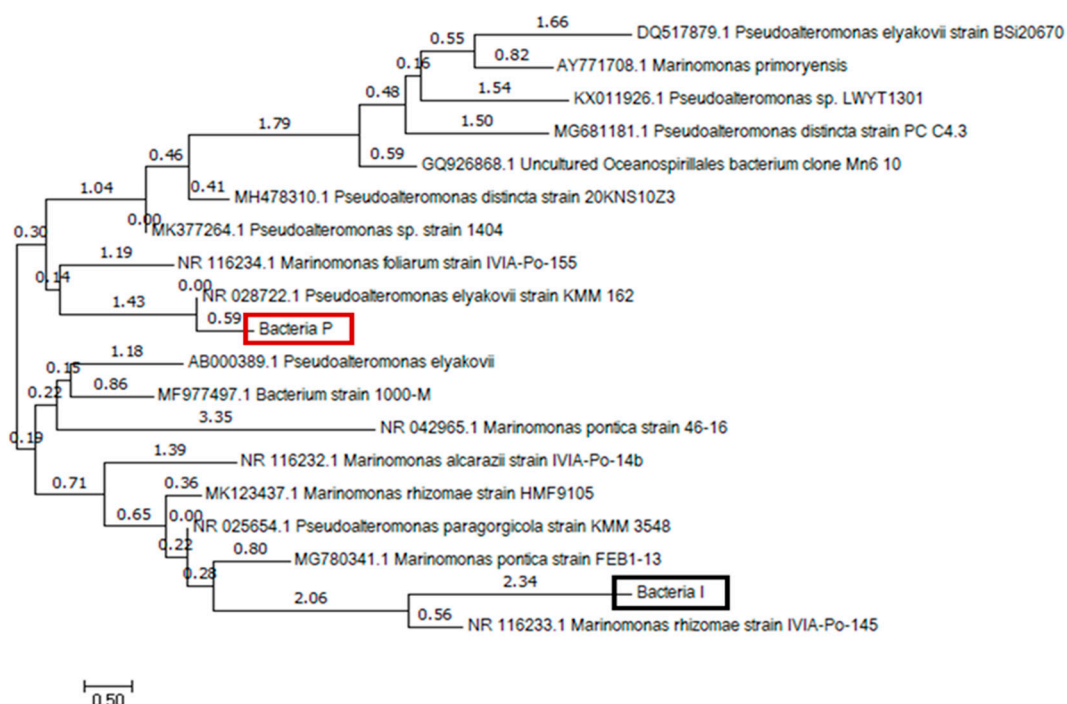 1.66
DQ517879.1 Pseudoalteromonas elyakovii strain BSi20670
0.55
0.82
AY771708.1 Marinomonas primoryensis
0.16
1.54
KX011926.1 Pseudoalteromonas sp. LWYT1301
0.48
1.50
MG681181.1 Pseudoalteromonas distincta strain PC C4.3
1.79
0.59
GQ926868.1 Uncultured Oceanospirillales bacterium clone Mn6 10
0.46
0.41
MH478310.1 Pseudoalteromonas distincta strain 20KNS10Z3
1.04
0.00
MK377264.1 Pseudoalteromonas sp. strain 1404
0.30
1.19
NR 116234.1 Marinomonas foliarum strain IVIA-Po-155
0.14
0.00
NR 028722.1 Pseudoalteromonas elyakovii strain KMM 162
1.43
0.59
Bacteria P
1.18
AB000389.1 Pseudoalteromonas elyakovii
0.15
0.86
MF977497.1 Bacterium strain 1000-M
0.22
3.35
NR 042965.1 Marinomonas pontica strain 46-16
0.19
1.39
NR 116232.1 Marinomonas alcarazii strain IVIA-Po-14b
0.71
0.36
MK123437.1 Marinomonas rhizomae strain HMF9105
0.65
0.00
NR 025654.1 Pseudoalteromonas paragorgicola strain KMM 3548
0.22
0.80
MG780341.1 Marinomonas pontica strain FEB1-13
0.28
2.34
Bacteria I
2.06
0.56
NR 116233.1 Marinomonas rhizomae strain IVIA-Po-145
0.50